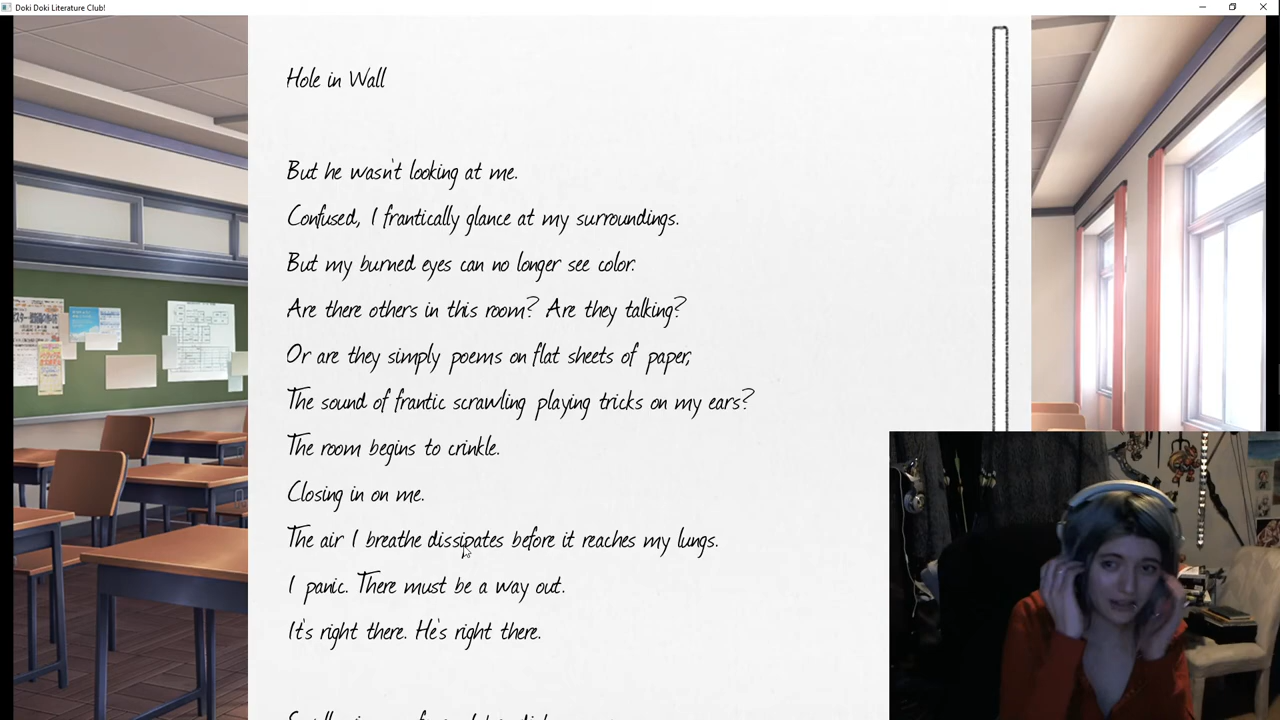 Doki Doki Literature Club!
Hole in Wall
But he wasn't looking at me.
Confused, I frantically glance at my surroundings.
But my burned eyes can no longer see color.
Are there others in this room? Are they talking?
Or are they simply poems on flat sheets of paper,
The sound of frantic scrawling playing tricks on my ears?
The room begins to crinkle.
Closing in on me.
The air I breathe dissipates before it reaches my lungs.
I panic. There must be a way out.
It's right there. He's right there.